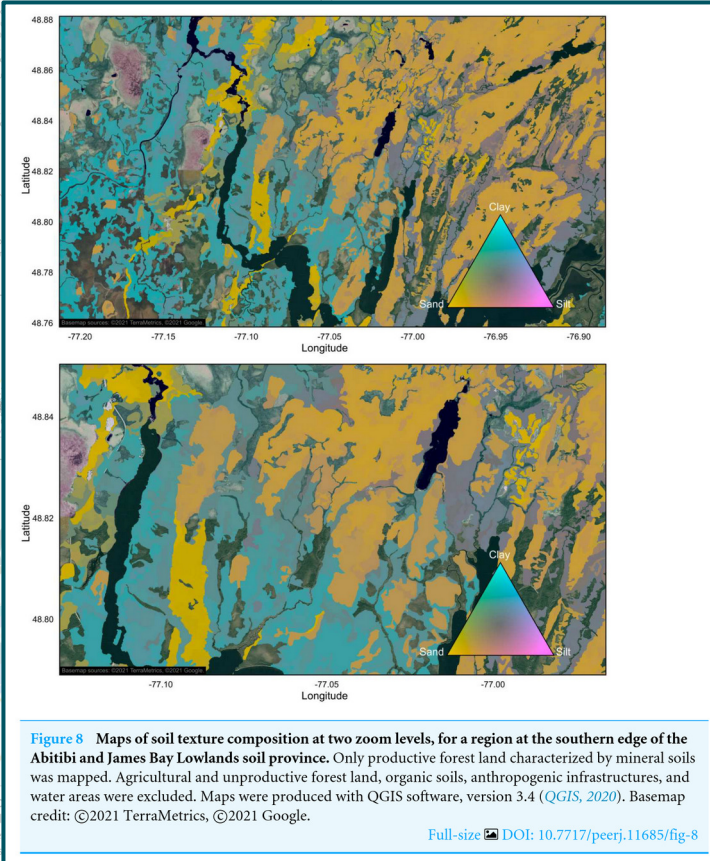 48.88
48.86
48.84
48.82
48.80
48.78
48.76
Latitude
Clay
Sand
Silt
Basemap sources: ©2021 TerraMetrics, ©2021 Google
-77.20 -77.15 -77.10 -77.05 -77.00 -76.95 -76.90
Longitude
48.84
48.82
48.80
Latitude
Clay
Sand
Silt
Basemap sources: ©2021 TerraMetrics, ©2021 Google
-77.10 -77.05 -77.00
Longitude
Figure 8 Maps of soil texture composition at two zoom levels, for a region at the southern edge of the
Abitibi and James Bay Lowlands soil province. Only productive forest land characterized by mineral soils
was mapped. Agricultural and unproductive forest land, organic soils, anthropogenic infrastructures, and
water areas were excluded. Maps were produced with QGIS software, version 3.4 (QGIS, 2020). Basemap
credit: ©2021 TerraMetrics, ©2021 Google.
Full-size DOI: 10.7717/peerj.11685/fig-8